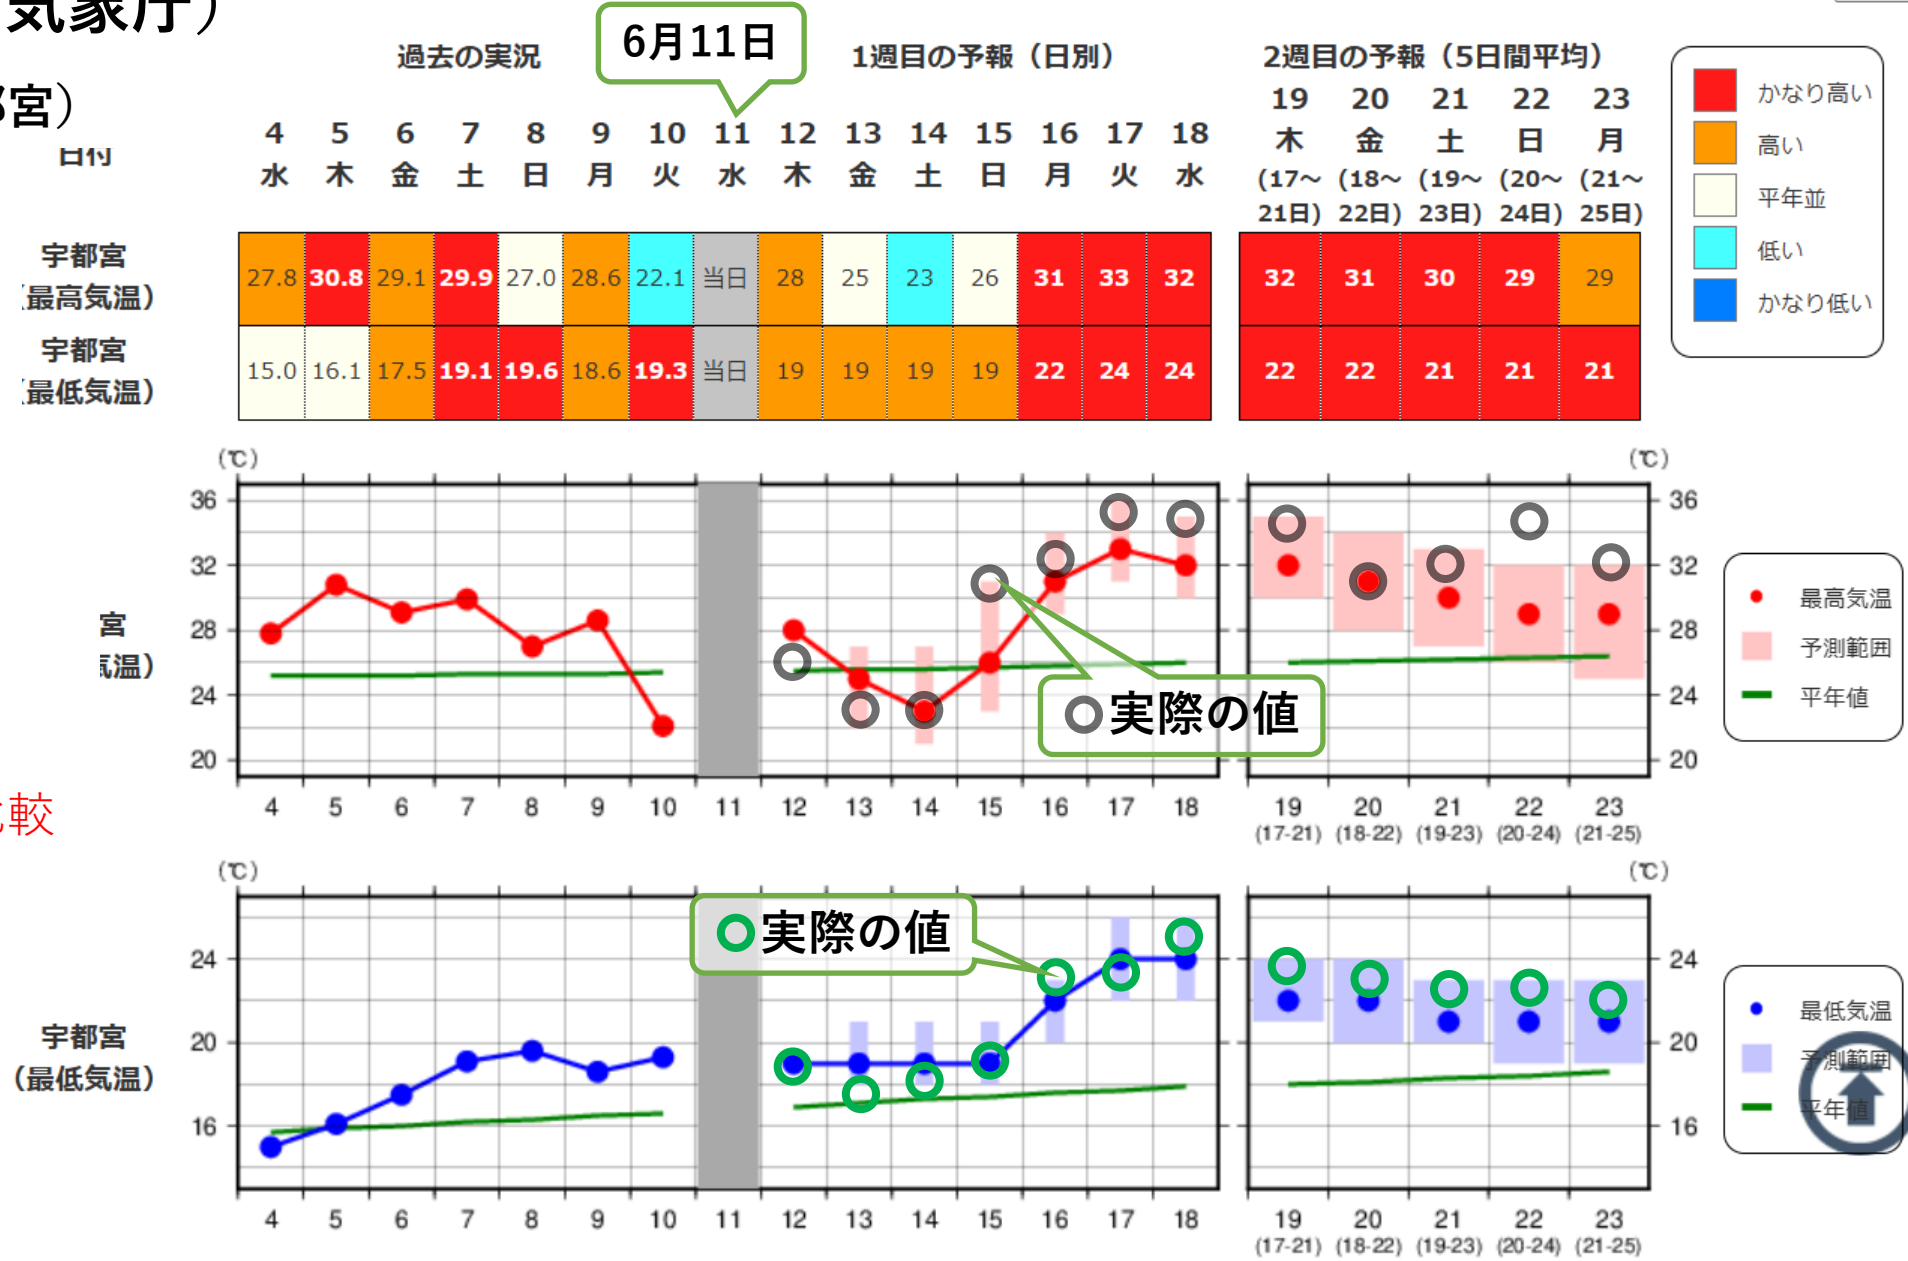 気象庁）
6月11日
過去の実況
1週目の予報（日別）
2週目の予報（5日間平均）
宮）
日付
4 5 6 7 8 9 10 11 12 13 14 15 16 17 18
水 木 金 土 日 月 火 水 木 金 土 日 月 火 水
19 20 21 22 23
木 金 土 日 月
(17～ (18～ (19～ (20～ (21～
21日) 22日) 23日) 24日) 25日)
かなり高い
高い
平年並
低い
かなり低い
宇都宮
（最高気温）
27.8 30.8 29.1 29.9 27.0 28.6 22.1 当日 28 25 23 26 31 33 32 32 31 30 29 29
宇都宮
（最低気温）
15.0 16.1 17.5 19.1 19.6 18.6 19.3 当日 19 19 19 19 22 24 24 22 22 21 21 21
(℃) (℃)
36 36
32 32
28 28
24 24
20 20
宮
気温）
実際の値
最高気温
予測範囲
平年値
4 5 6 7 8 9 10 11 12 13 14 15 16 17 18 19 20 21 22 23
(17-21) (18-22) (19-23) (20-24) (21-25)
較
(℃) (℃)
実際の値
24 24
20 20
16 16
宇都宮
（最低気温）
最低気温
予測範囲
平年値
4 5 6 7 8 9 10 11 12 13 14 15 16 17 18 19 20 21 22 23
(17-21) (18-22) (19-23) (20-24) (21-25)